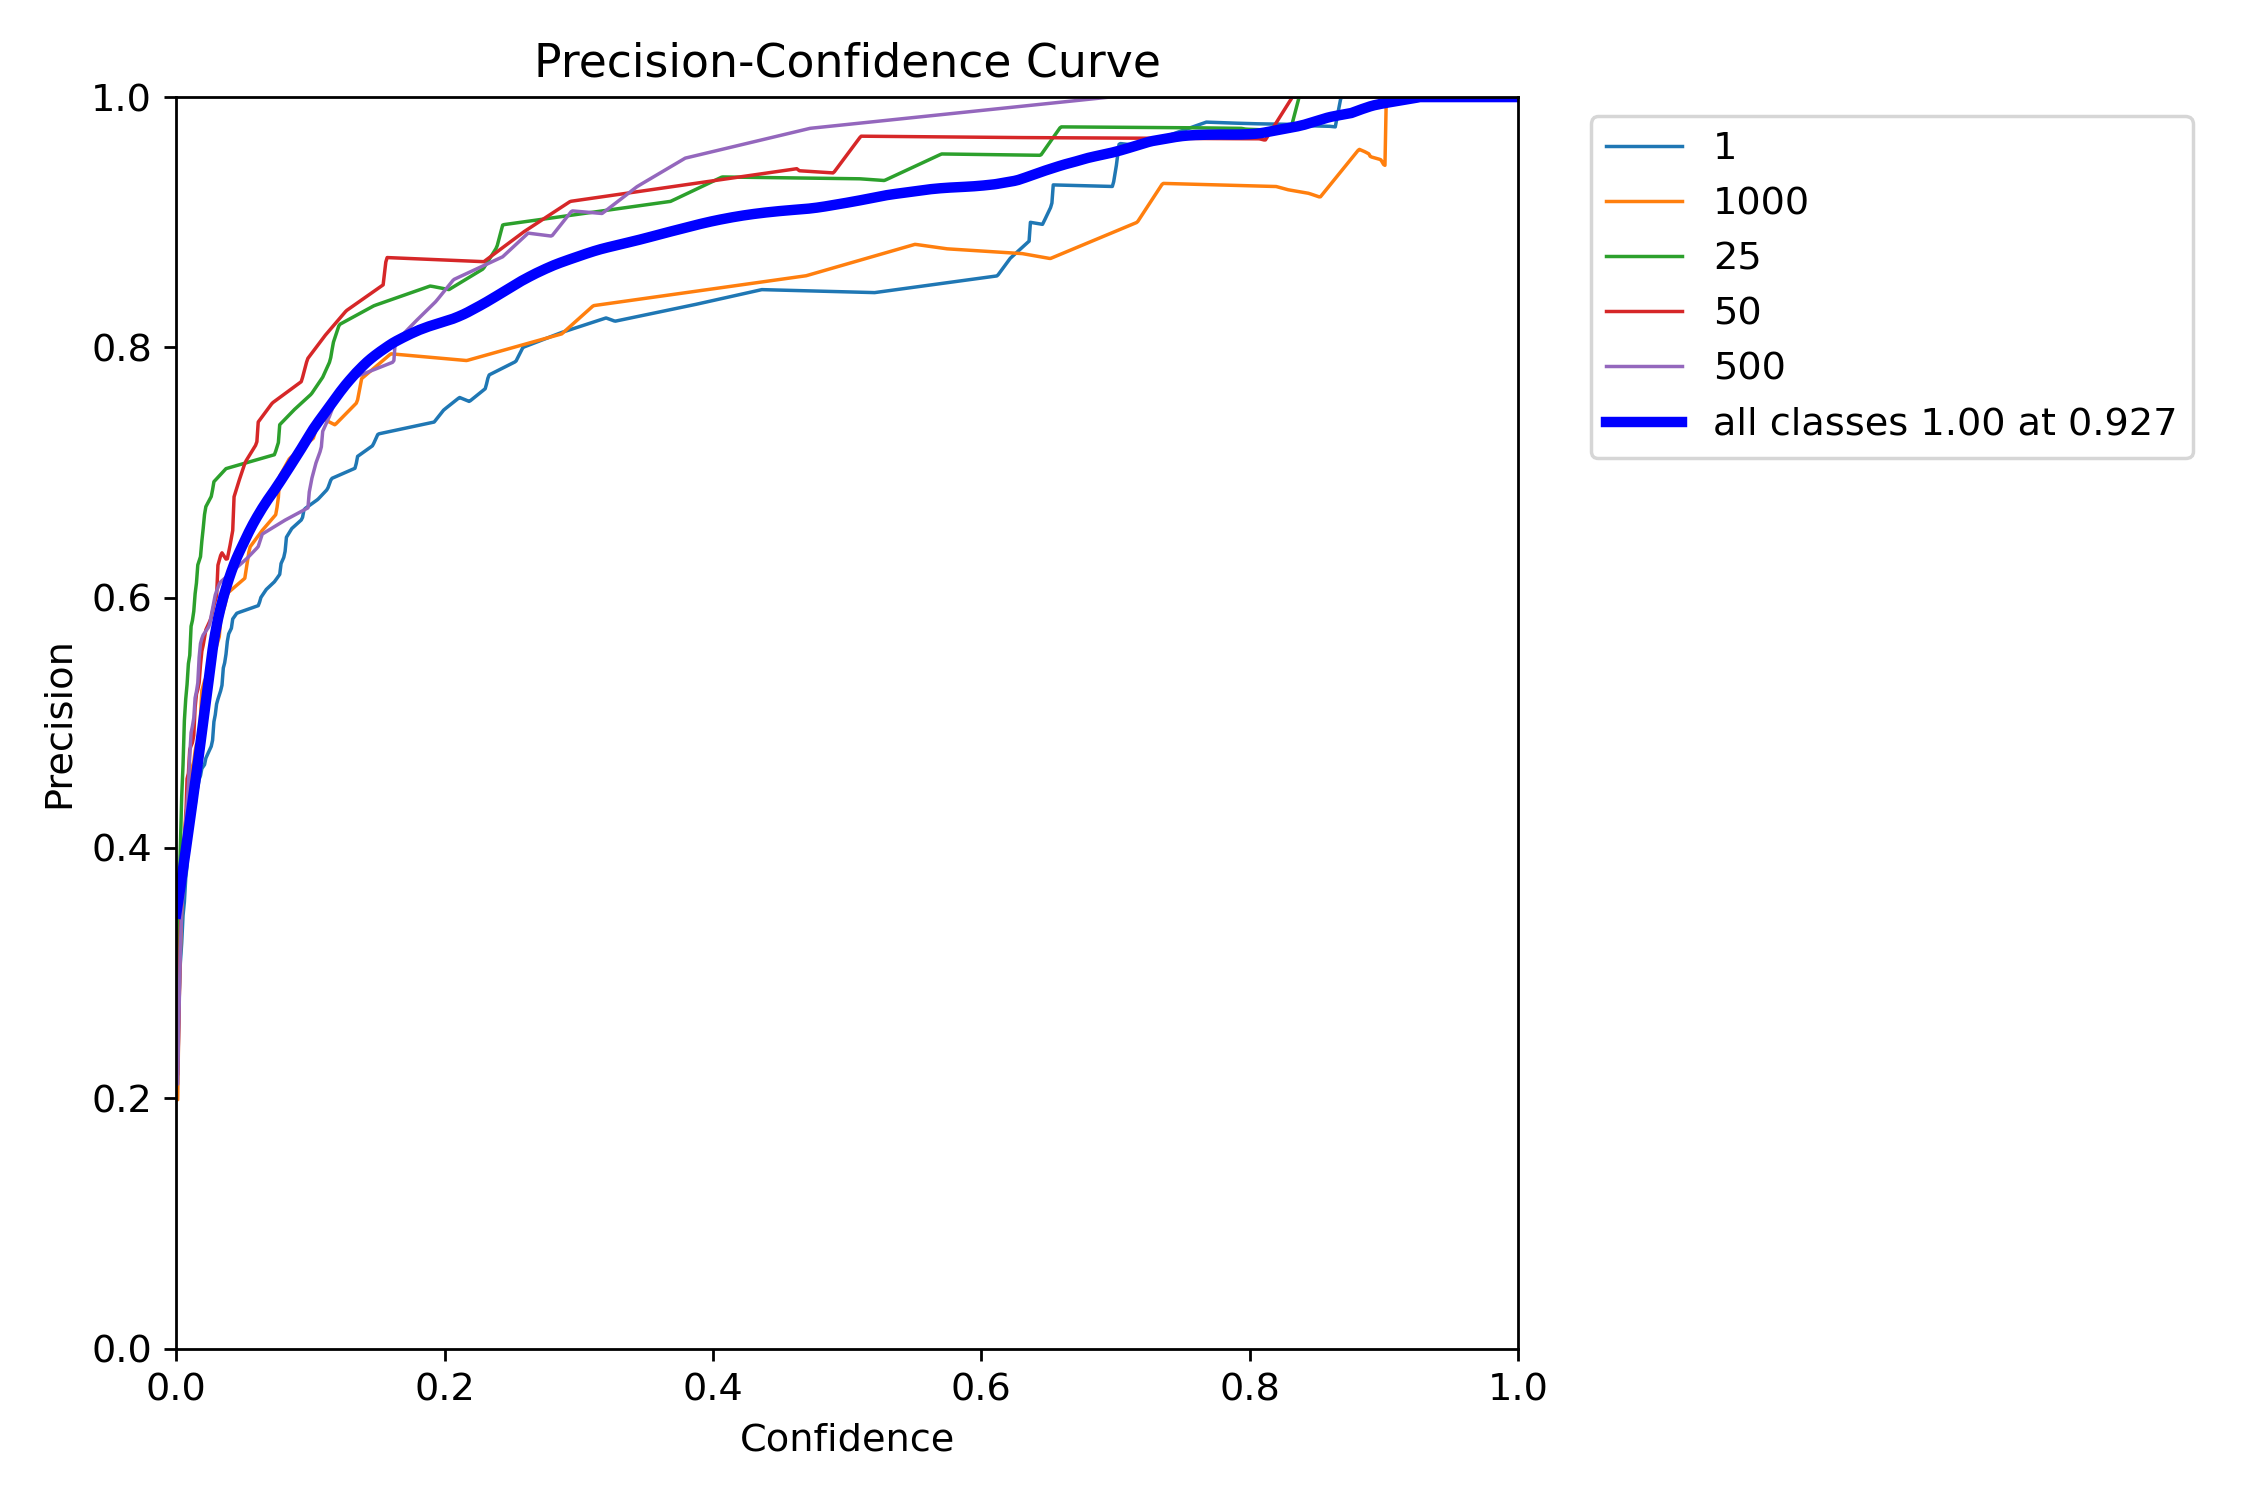 Precision-Confidence Curve
1.0
0.8
0.6
0.4
0.2
0.0
Precision
0.0 0.2 0.4 0.6 0.8 1.0
Confidence
1
1000
25
50
500
all classes 1.00 at 0.927